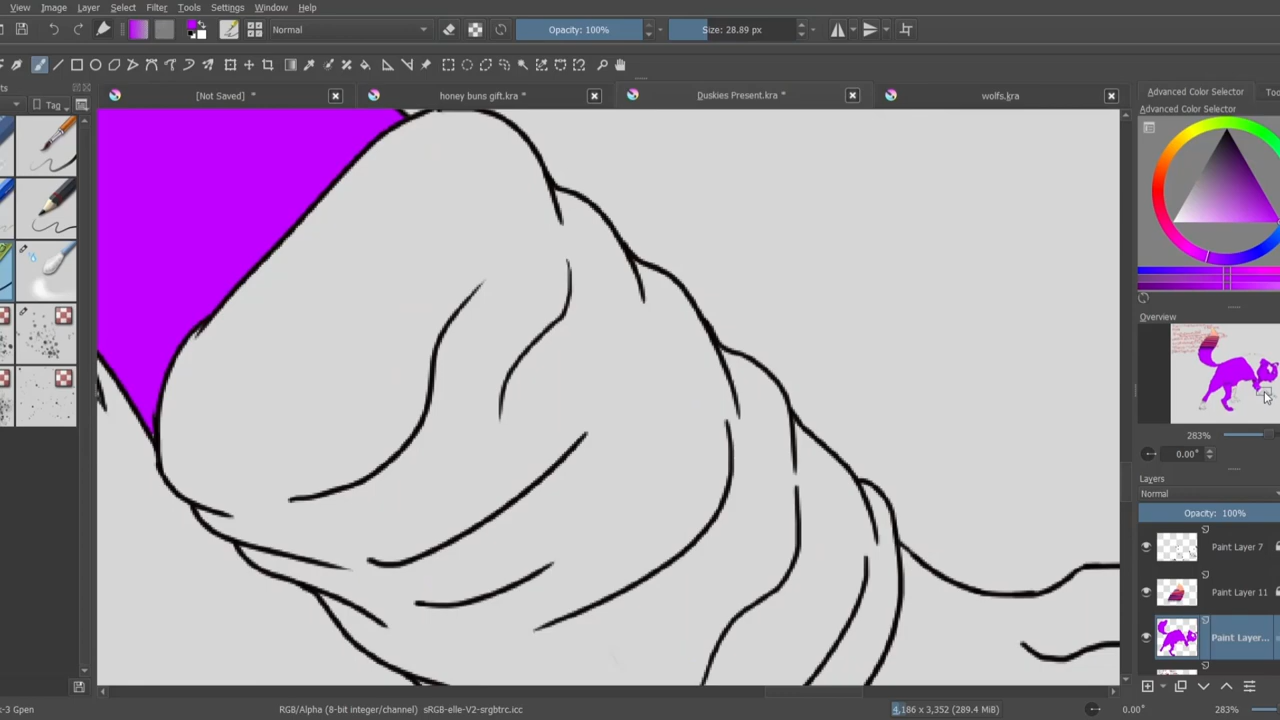 View Image Layer Select Filter Tools Settings Window Help
Normal
Opacity: 100%
Size: 28.89 px
Tag
[Not Saved] *
honey buns gift.kra *
Duskies Present.kra *
wolfs.kra
Advanced Color Selector
Advanced Color Selector
Overview
283%
0.00°
Layers
Normal
Opacity: 100%
Paint Layer 7
Paint Layer 11
Paint Layer...
-3 Gpen
RGB/Alpha (8-bit integer/channel) sRGB-elle-V2-srgbtrc.icc
4,186 x 3,352 (289.4 MiB)
0.00°
283%